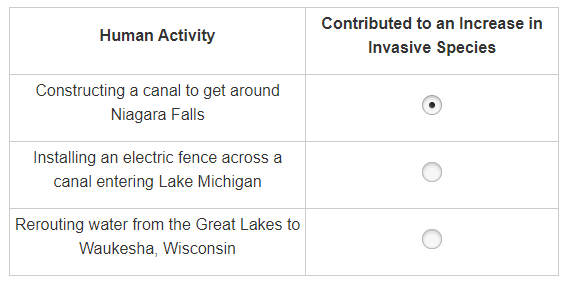 Human Activity
Contributed to an Increase in
Invasive Species
Constructing a canal to get around
Niagara Falls
Installing an electric fence across a
canal entering Lake Michigan
Rerouting water from the Great Lakes to
Waukesha, Wisconsin